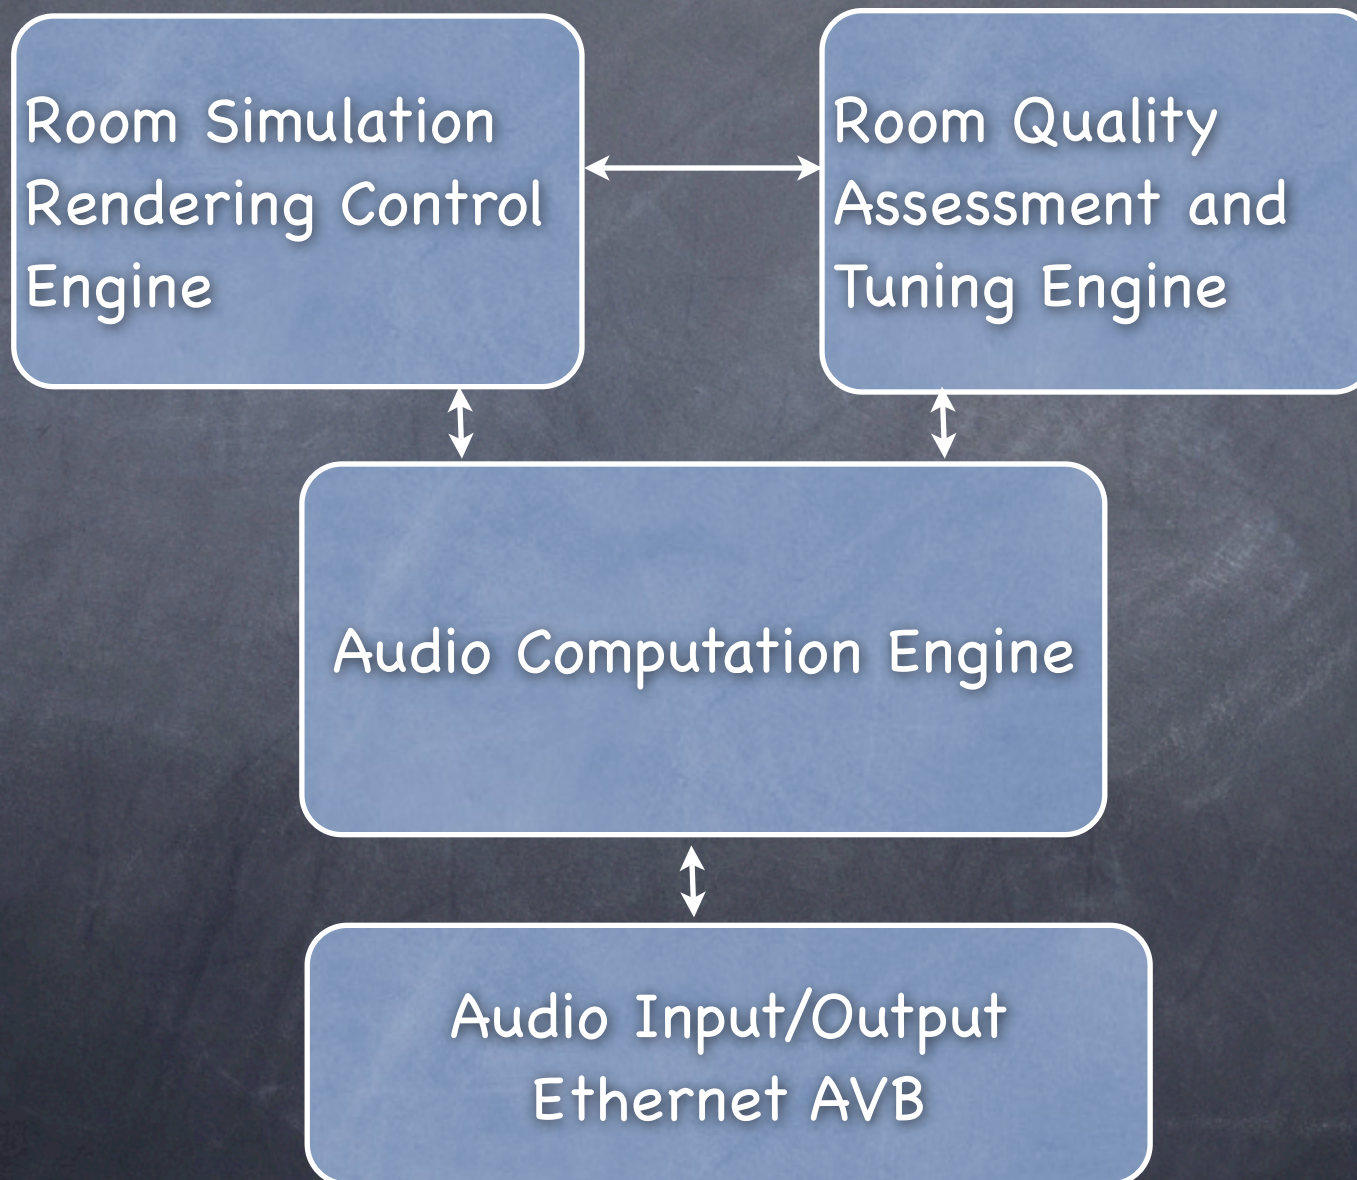 Room Simulation
Rendering Control
Engine
Room Quality
Assessment and
Tuning Engine
Audio Computation Engine
Audio Input/Output
Ethernet AVB